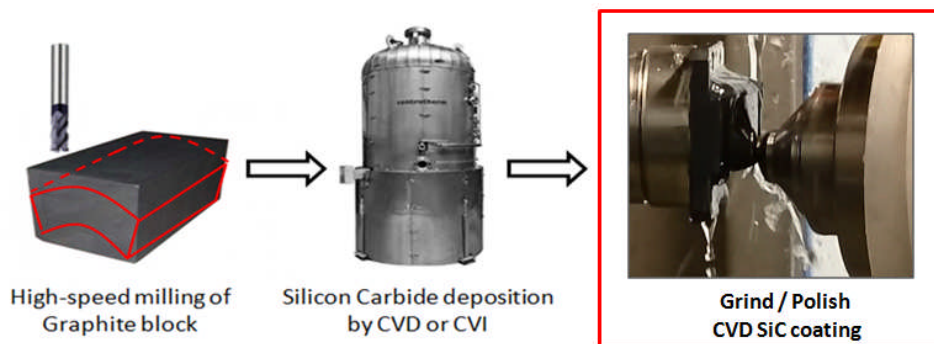 High-speed milling of
Graphite block
Silicon Carbide deposition
by CVD or CVI
Grind / Polish
CVD SiC coating